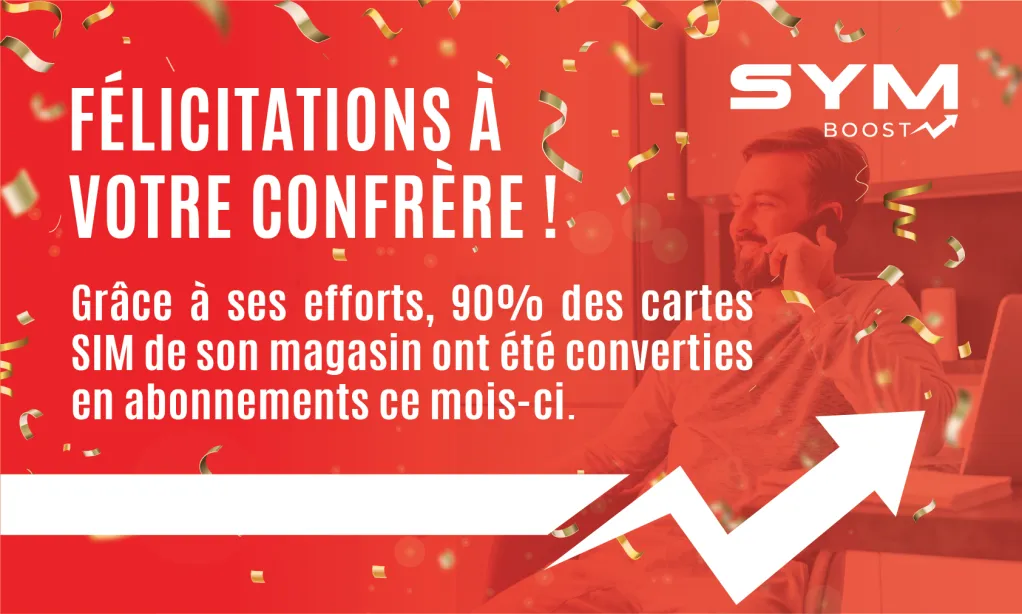 SYM
BOOST
FÉLICITATIONS À
VOTRE CONFRÈRE !
Grâce à ses efforts, 90% des cartes
SIM de son magasin ont été converties
en abonnements ce mois-ci.